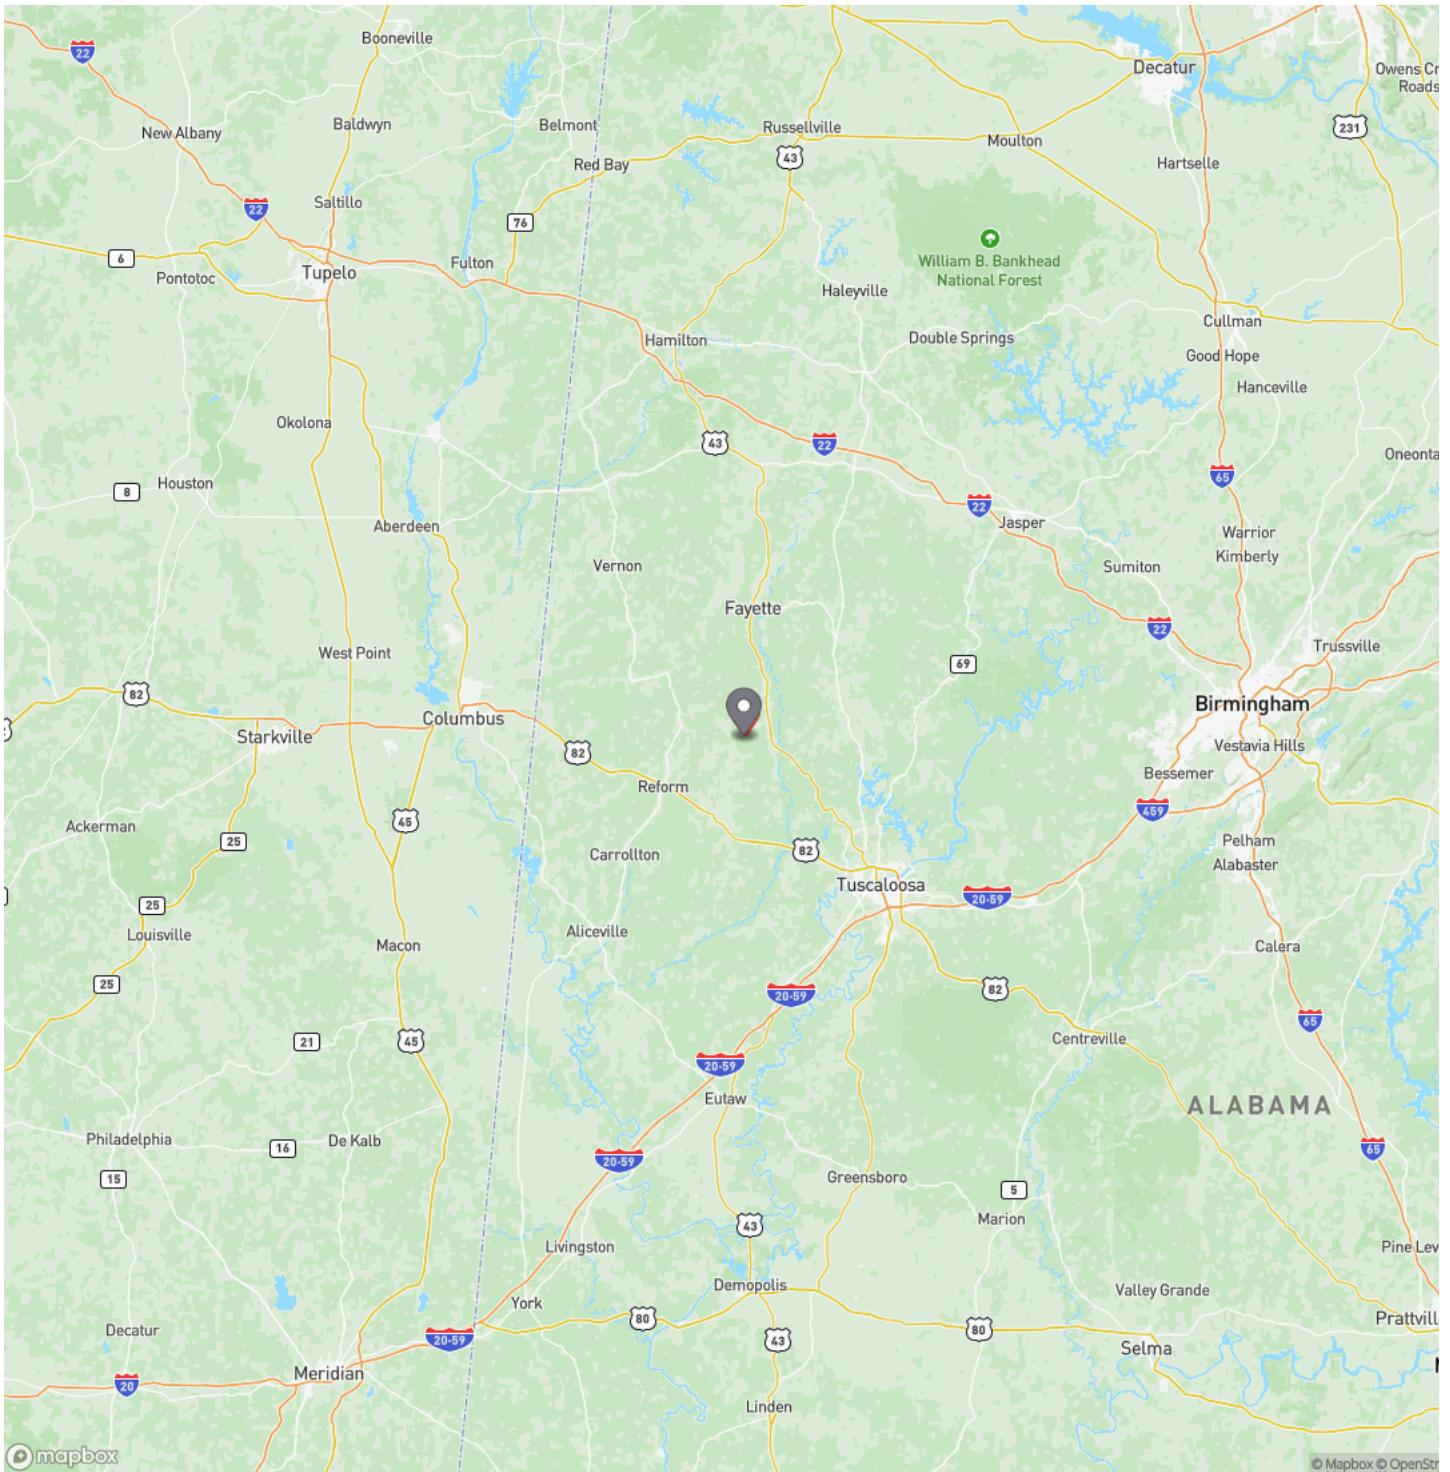 Booneville
22
Decatur
Owens Cr
Roads
New Albany
Baldwyn
Belmont
Russellville
231
Moulton
43
Hartselle
Red Bay
Saltillo
22
76
6
Tupelo
Fulton
William B. Bankhead
National Forest
Pontotoc
Haleyville
Cullman
Hamilton
Double Springs
Good Hope
Hanceville
Okolona
43
22
Oneonta
65
Houston
8
22
Jasper
Aberdeen
Warrior
Kimberly
Vernon
Sumiton
Fayette
22
Trussville
West Point
69
82
Birmingham
Columbus
Starkville
82
Vestavia Hills
Bessemer
Reform
459
45
Ackerman
25
Pelham
82
Carrollton
Alabaster
Tuscaloosa
20-59
25
Louisville
Aliceville
Macon
Calera
25
82
20-59
65
21
45
Centreville
20-59
Eutaw
ALABAMA
Philadelphia
16
De Kalb
65
20-59
15
Greensboro
5
Marion
43
Livingston
Pine Lev
Demopolis
Valley Grande
York
80
Prattvill
Decatur
20-59
43
80
Selma
Meridian
20
Linden
mapbox
© Mapbox © OpenStr